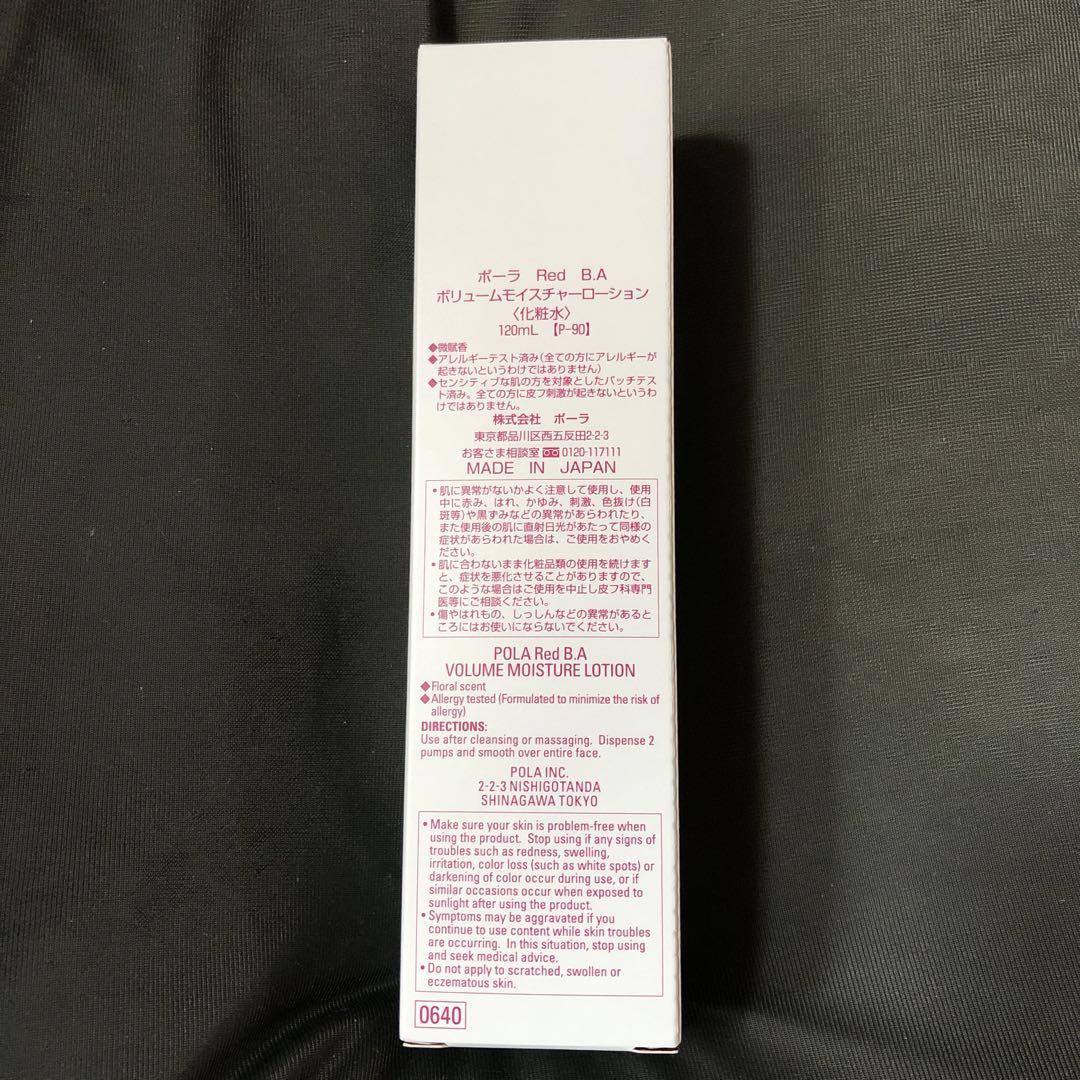 ポーラ Red B.A
ボリュームモイスチャーローション
〈化粧水〉
120mL 【P-90】
◆微賦香
◆アレルギーテスト済み(全ての方にアレルギーが
起きないというわけではありません)
◆センシティブな肌の方を対象としたパッチテス
ト済み。全ての方に皮フ刺激が起きないというわ
けではありません。
株式会社 ポーラ
東京都品川区西五反田2-2-3
お客さま相談室 0120-117111
MADE IN JAPAN
•肌に異常がないかよく注意して使用し、使用
中に赤み、はれ、かゆみ、刺激、色抜け(白
斑等)や黒ずみなどの異常があらわれたり、
また使用後の肌に直射日光があたって同様の
症状があらわれた場合は、ご使用をおやめく
ださい。
•肌に合わないまま化粧品類の使用を続けます
と、症状を悪化させることがありますので、
このような場合はご使用を中止し皮フ科専門
医等にご相談ください。
•傷やはれもの、しっしんなどの異常があると
ころにはお使いにならないでください。
POLA Red B.A
VOLUME MOISTURE LOTION
◆Floral scent
◆Allergy tested (Formulated to minimize the risk of
allergy)
DIRECTIONS:
Use after cleansing or massaging. Dispense 2
pumps and smooth over entire face.
POLA INC.
2-2-3 NISHIGOTANDA
SHINAGAWA TOKYO
•Make sure your skin is problem-free when
using the product. Stop using if any signs of
troubles such as redness, swelling,
irritation, color loss (such as white spots) or
darkening of color occur during use, or if
similar occasions occur when exposed to
sunlight after using the product.
•Symptoms may be aggravated if you
continue to use content while skin troubles
are occurring. In this situation, stop using
and seek medical advice.
•Do not apply to scratched, swollen or
eczematous skin.
0640